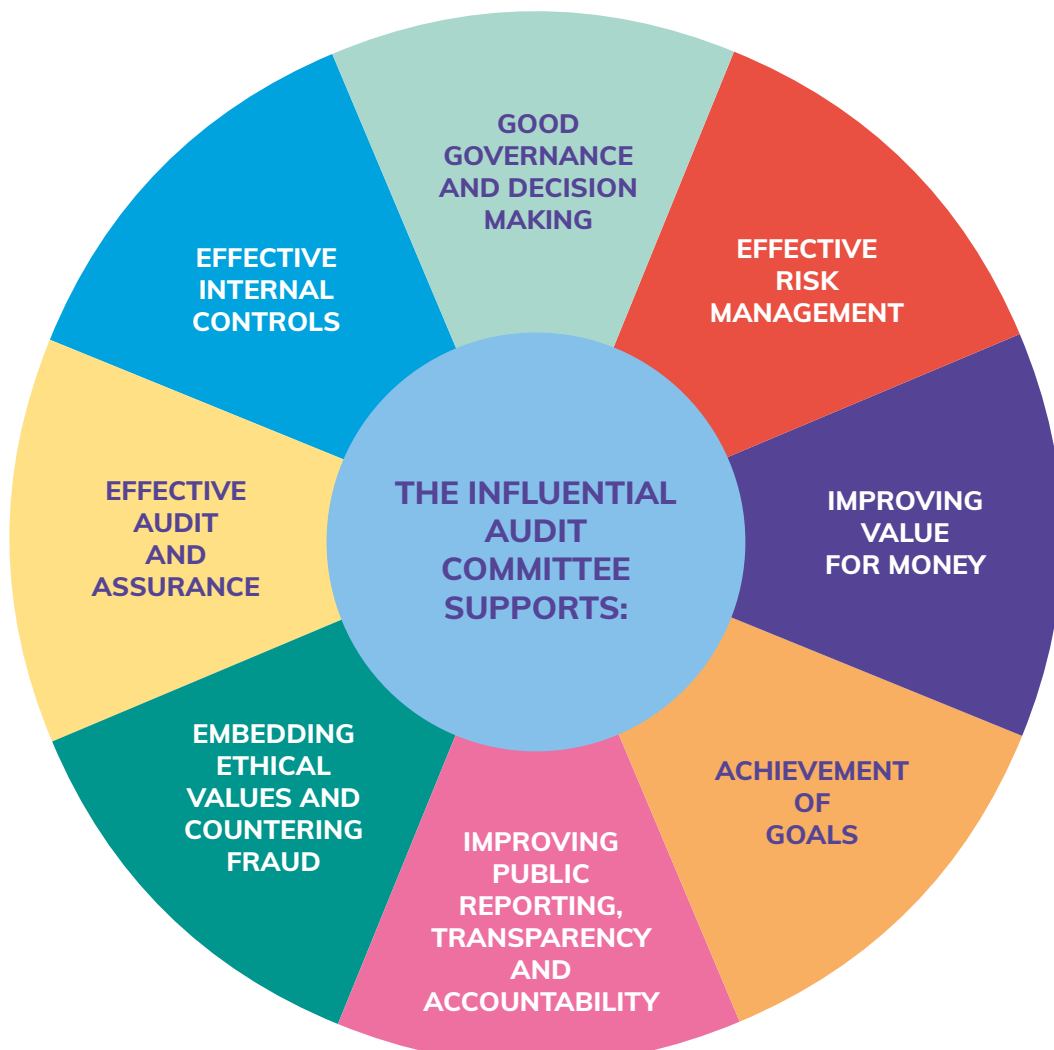 THE INFLUENTIAL
AUDIT
COMMITTEE
SUPPORTS:
GOOD
GOVERNANCE
AND DECISION
MAKING
EFFECTIVE
RISK
MANAGEMENT
IMPROVING
VALUE
FOR MONEY
ACHIEVEMENT
OF
GOALS
IMPROVING
PUBLIC
REPORTING,
TRANSPARENCY
AND
ACCOUNTABILITY
EMBEDDING
ETHICAL
VALUES AND
COUNTERING
FRAUD
EFFECTIVE
AUDIT
AND
ASSURANCE
EFFECTIVE
INTERNAL
CONTROLS